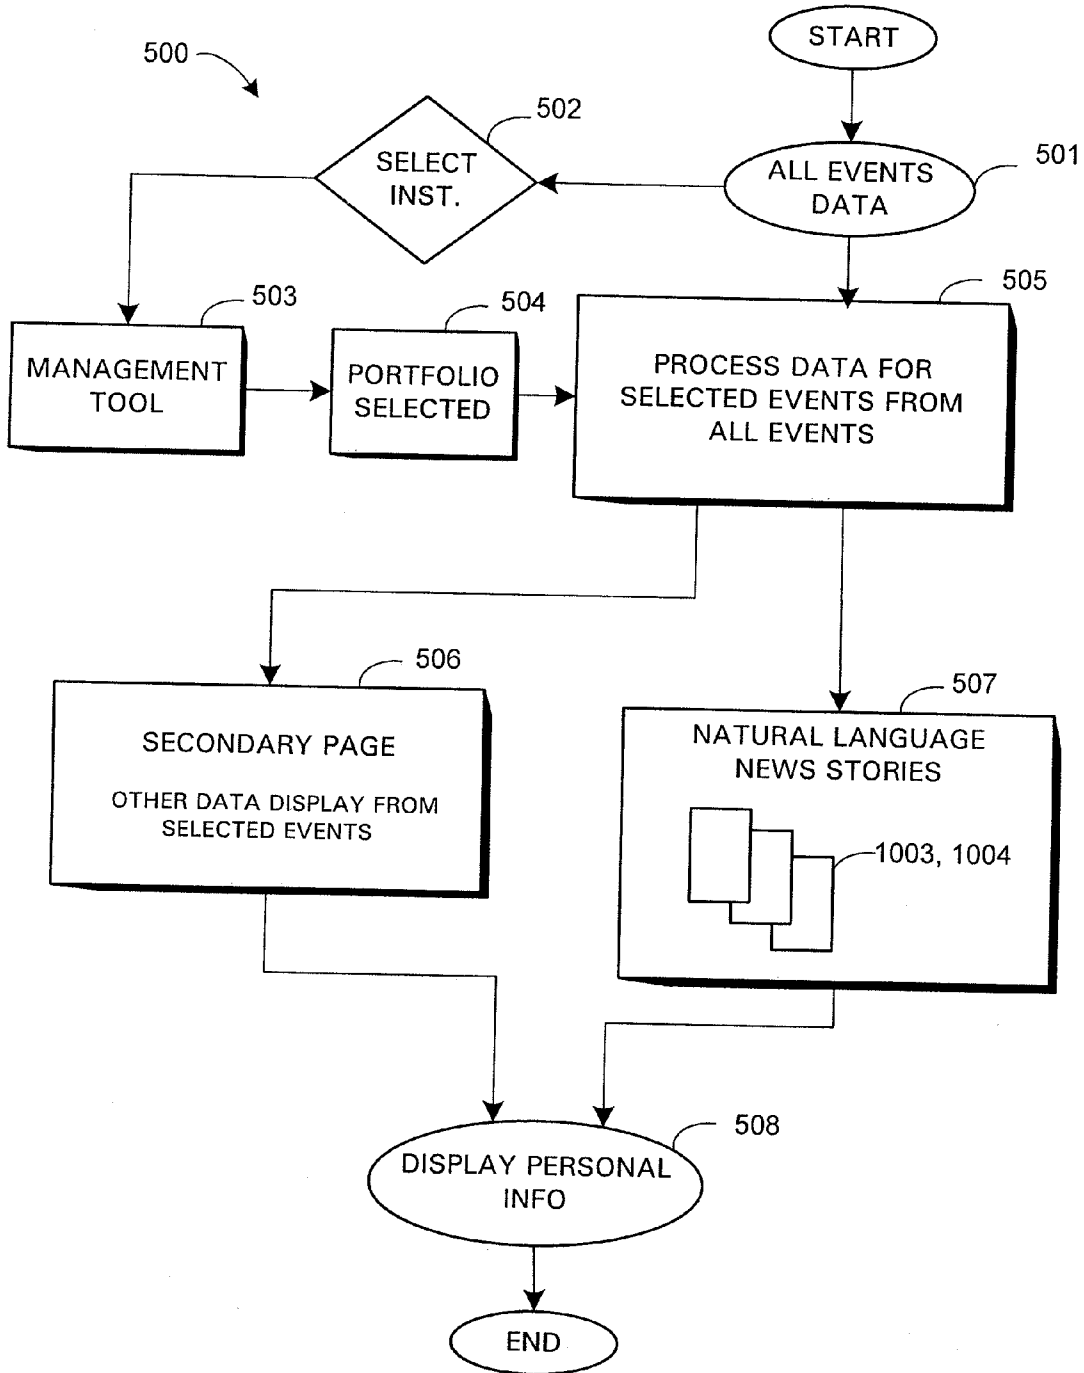 START
500
502
SELECT
INST.
501
ALL EVENTS
DATA
503
504
505
MANAGEMENT
TOOL
PORTFOLIO
SELECTED
PROCESS DATA FOR
SELECTED EVENTS FROM
ALL EVENTS
506
507
SECONDARY PAGE
OTHER DATA DISPLAY FROM
SELECTED EVENTS
NATURAL LANGUAGE
NEWS STORIES
1003, 1004
508
DISPLAY PERSONAL
INFO
END